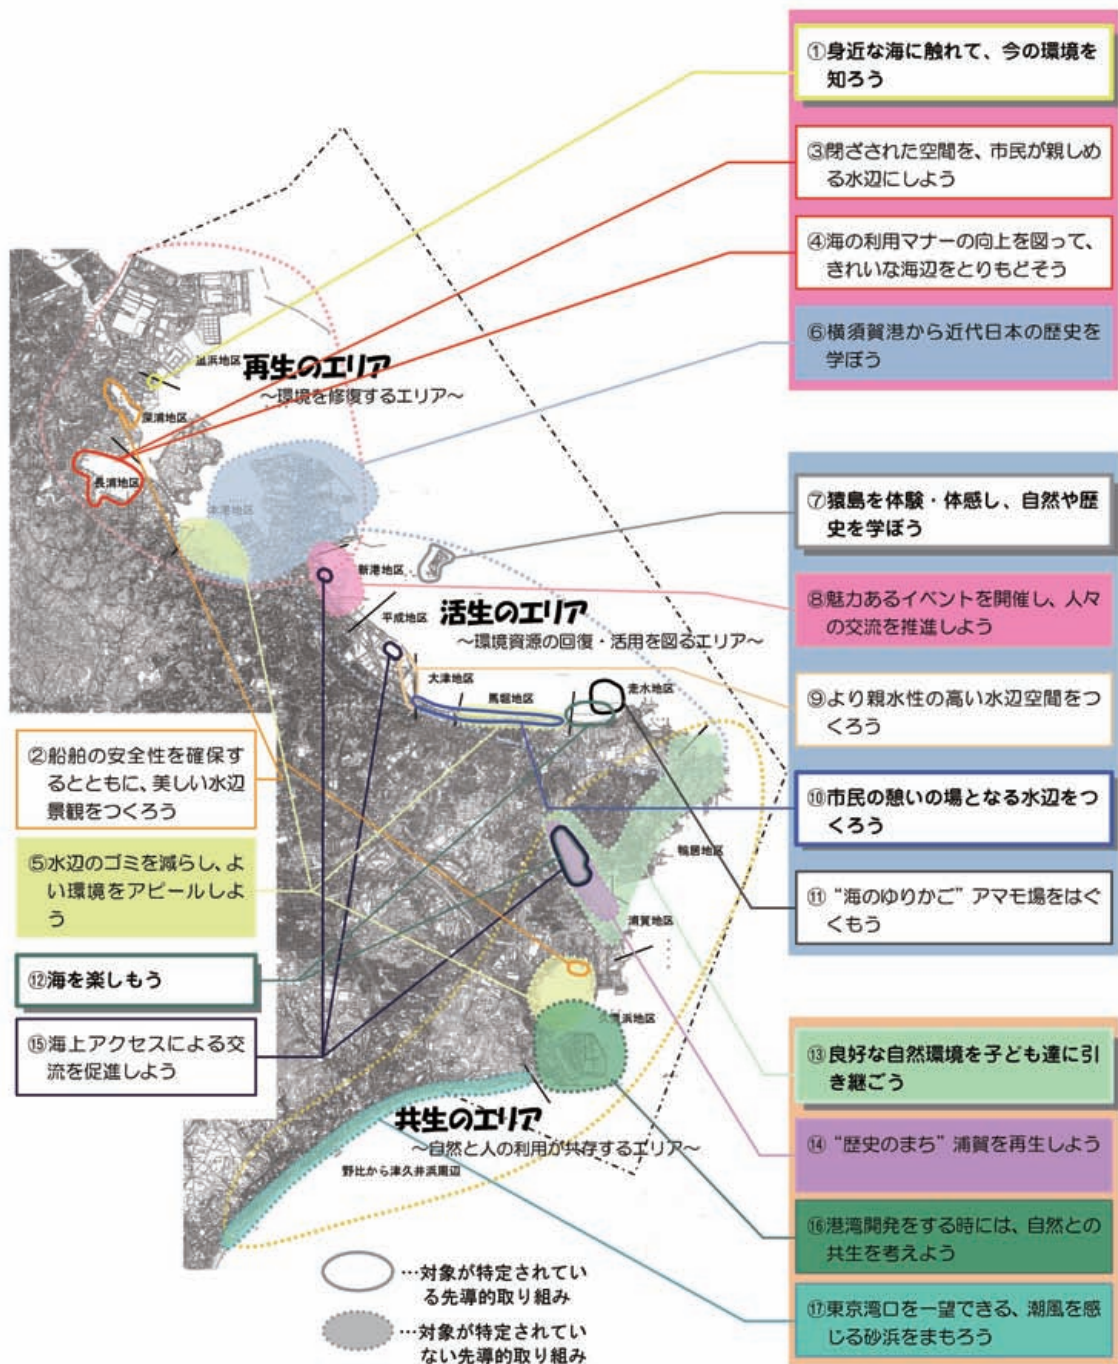 ①身近な海に触れて、今の環境を
知ろう
③閉ざされた空間を、市民が親しめ
る水辺にしよう
④海の利用マナーの向上を図って、
きれいな海辺をとりもどそう
⑥横須賀港から近代日本の歴史を
学ぼう
追浜地区
再生のエリア
～環境を修復するエリア～
深浦地区
長浦地区
本港地区
⑦猿島を体験・体感し、自然や歴
史を学ぼう
新港地区
平成地区
活生のエリア
～環境資源の回復・活用を図るエリア～
⑧魅力あるイベントを開催し、人々
の交流を推進しよう
大津地区
馬堀地区
走水地区
⑨より親水性の高い水辺空間をつ
くろう
②船舶の安全性を確保す
るとともに、美しい水辺
景観をつくろう
⑩市民の憩いの場となる水辺をつ
くろう
⑤水辺のゴミを減らし、よ
い環境をアピールしよ
う
鴨居地区
⑪“海のゆりかご”アマモ場をはぐ
くもう
浦賀地区
⑫海を楽しもう
久里浜地区
⑮海上アクセスによる交
流を促進しよう
⑬良好な自然環境を子ども達に引
き継ごう
共生のエリア
～自然と人の利用が共存するエリア～
⑭“歴史のまち”浦賀を再生しよう
野比から津久井浜周辺
⑯港湾開発をする時には、自然との
共生を考えよう
…対象が特定されてい
る先導的取り組み
⑰東京湾口を一望できる、潮風を感
じる砂浜をまもろう
…対象が特定されてい
ない先導的取り組み